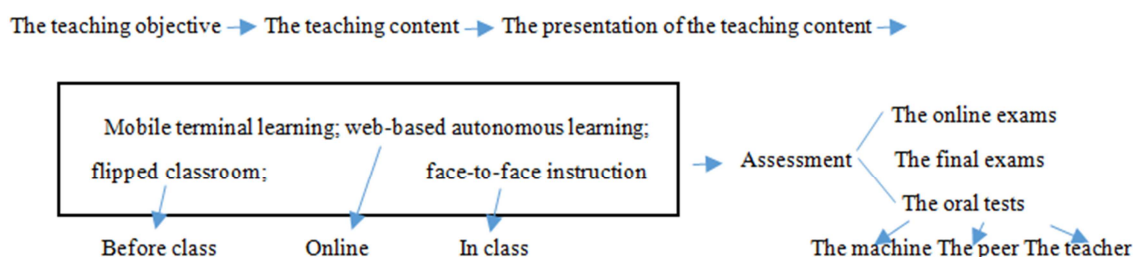 The teaching objective The teaching content The presentation of the teaching content
Mobile terminal learning; web-based autonomous learning;
flipped classroom; face-to-face instruction
Before class Online In class
Assessment
The online exams
The final exams
The oral tests
The machine The peer The teacher